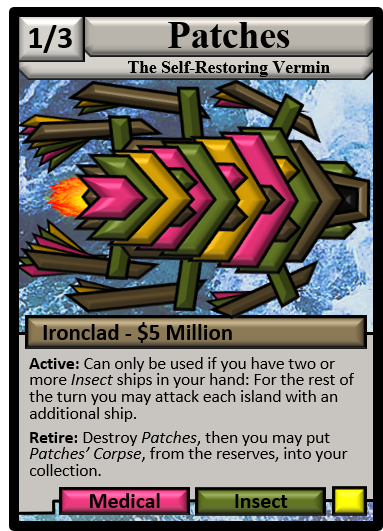 1/3
Patches
The Self-Restoring Vermin
Ironclad - $5 Million
Active: Can only be used if you have two or
more Insect ships in your hand: For the rest of
the turn you may attack each island with an
additional ship.
Retire: Destroy Patches, then you may put
Patches' Corpse, from the reserves, into your
collection.
Medical Insect